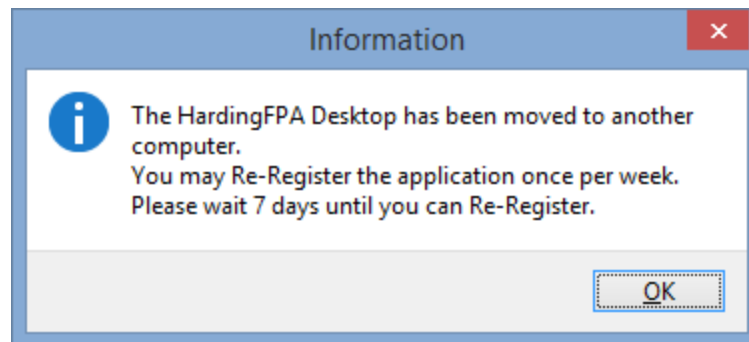 Information
The HardingFPA Desktop has been moved to another
computer.
You may Re-Register the application once per week.
Please wait 7 days until you can Re-Register.
OK